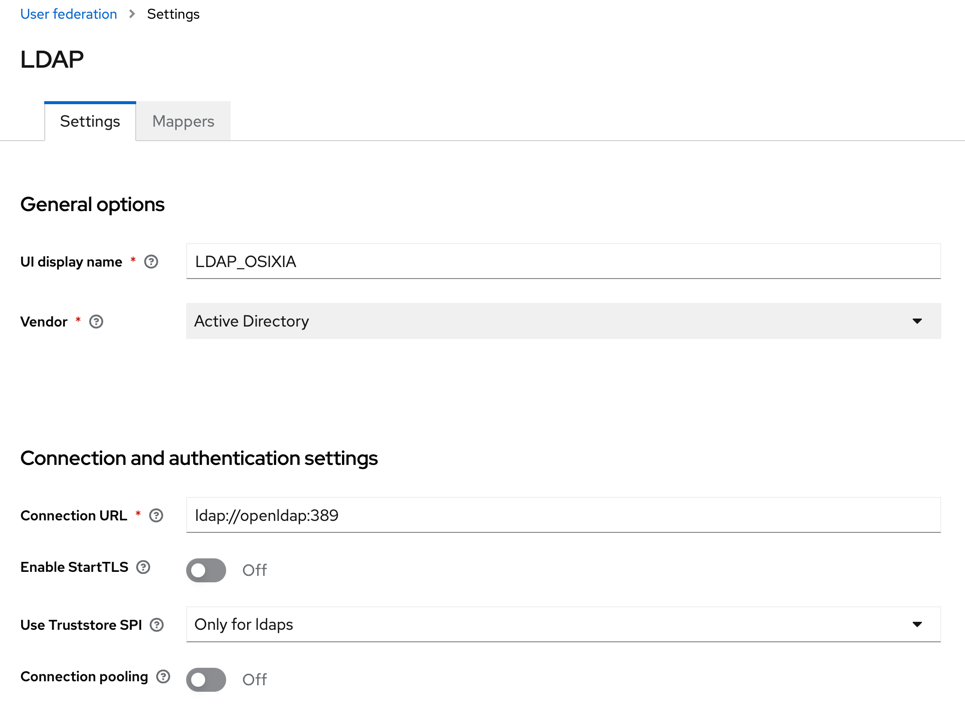 User federation > Settings
LDAP
Settings Mappers
General options
UI display name * LDAP_OSIXIA
Vendor * Active Directory
Connection and authentication settings
Connection URL * ldap://openldap:389
Enable StartTLS Off
Use Truststore SPI Only for ldaps
Connection pooling Off